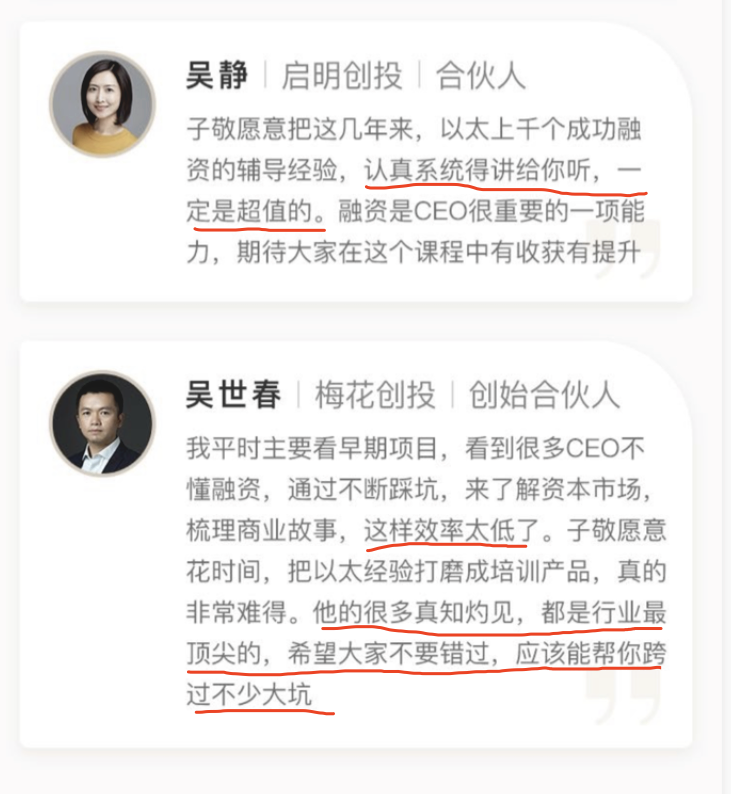 吴静｜启明创投｜合伙人
子敬愿意把这几年来，以太上千个成功融
资的辅导经验，认真系统得讲给你听，一
定是超值的。融资是CEO很重要的一项能
力，期待大家在这个课程中有收获有提升
吴世春｜梅花创投｜创始合伙人
我平时主要看早期项目，看到很多CEO不
懂融资，通过不断踩坑，来了解资本市场，
梳理商业故事，这样效率太低了。子敬愿意
花时间，把以太经验打磨成培训产品，真的
非常难得。他的很多真知灼见，都是行业最
顶尖的，希望大家不要错过，应该能帮你跨
过不少大坑